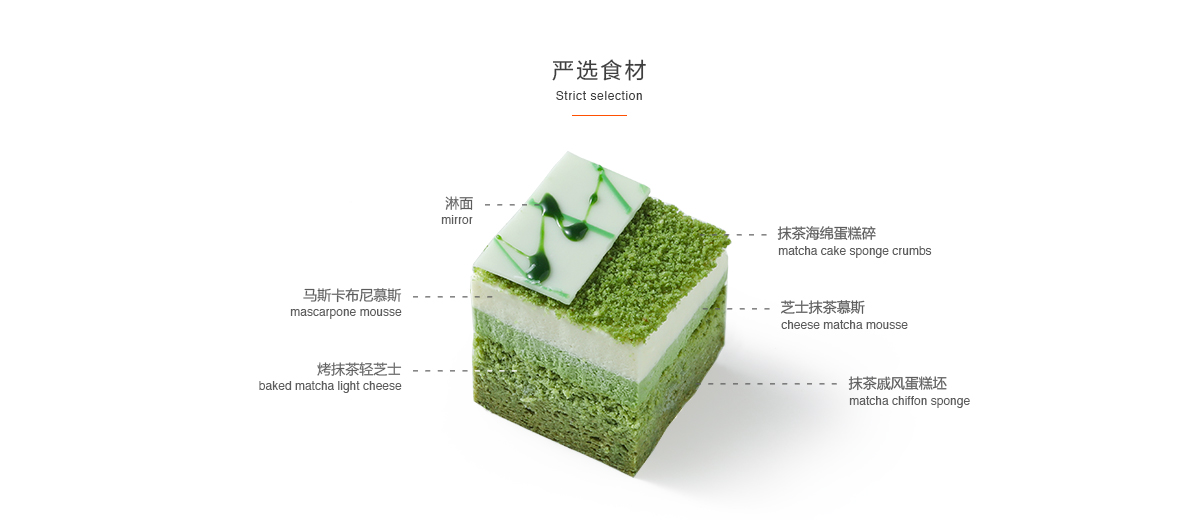 严选食材
Strict selection
淋面
mirror
抹茶海绵蛋糕碎
matcha cake sponge crumbs
马斯卡布尼慕斯
mascarpone mousse
芝士抹茶慕斯
cheese matcha mousse
烤抹茶轻芝士
baked matcha light cheese
抹茶戚风蛋糕坯
matcha chiffon sponge